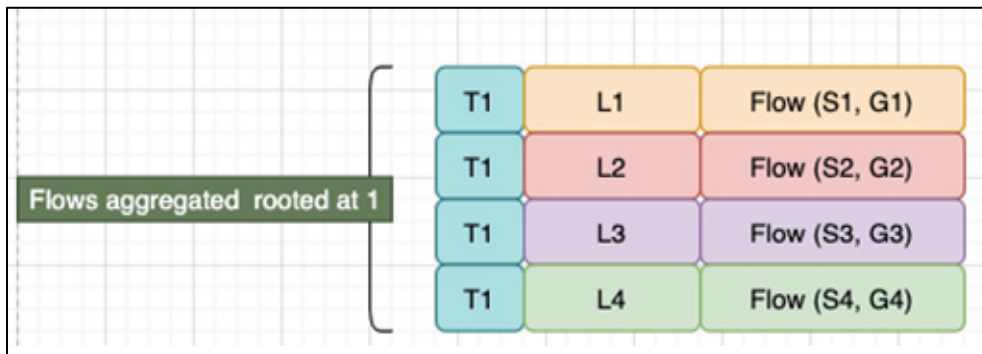 T1 L1 Flow (S1, G1)
T1 L2 Flow (S2, G2)
Flows aggregated rooted at 1
T1 L3 Flow (S3, G3)
T1 L4 Flow (S4, G4)